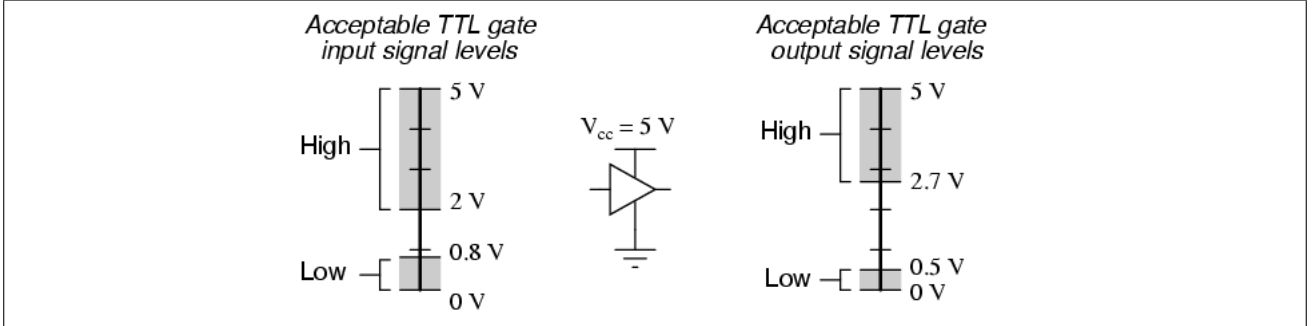 Acceptable TTL gate
input signal levels
5 V
High
2 V
0.8 V
Low
0 V
Vcc = 5 V
Acceptable TTL gate
output signal levels
5 V
High
2.7 V
0.5 V
Low
0 V